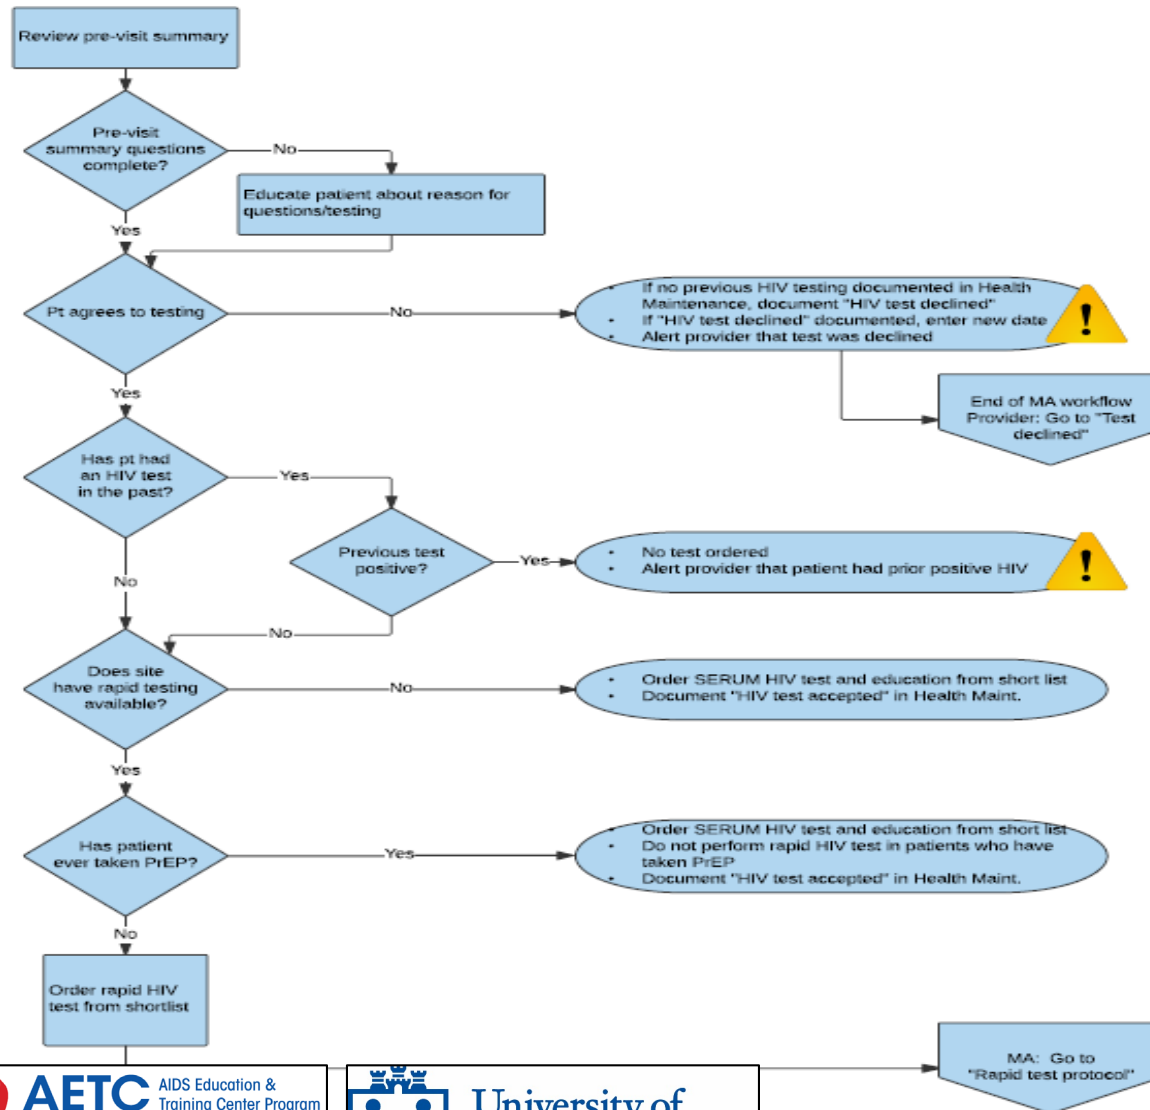 Review pre-visit summary
Pre-visit
summary questions
complete?
No
Educate patient about reason for
questions/testing
Yes
Pt agrees to testing
No
• If no previous HIV testing documented in Health
Maintenance, document "HIV test declined"
• If "HIV test declined" documented, enter new date
• Alert provider that test was declined
!
End of MA workflow
Provider: Go to "Test
declined"
Yes
Has pt had
an HIV test
in the past?
Yes
Previous test
positive?
Yes
• No test ordered
• Alert provider that patient had prior positive HIV
!
No
No
Does site
have rapid testing
available?
No
• Order SERUM HIV test and education from short list
• Document "HIV test accepted" in Health Maint.
Yes
Has patient
ever taken PrEP?
Yes
• Order SERUM HIV test and education from short list
• Do not perform rapid HIV test in patients who have
taken PrEP
• Document "HIV test accepted" in Health Maint.
No
Order rapid HIV
test from shortlist
MA: Go to
"Rapid test protocol"
AETC AIDS Education &
Training Center Program
University of